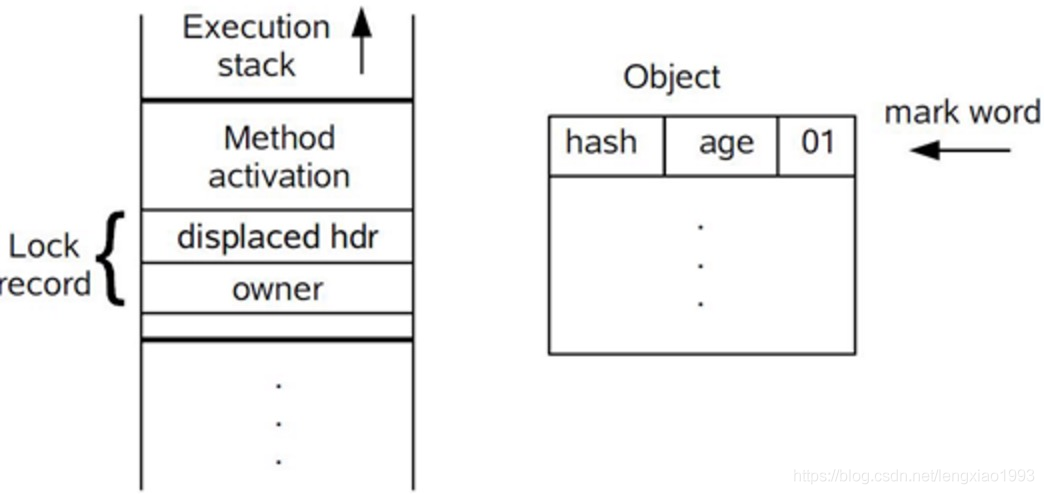 Execution
stack
Method
activation
Lock
record
displaced hdr
owner
.
.
.
Object
hash age 01
mark word
.
.
.
https://blog.csdn.net/lengxiao1993